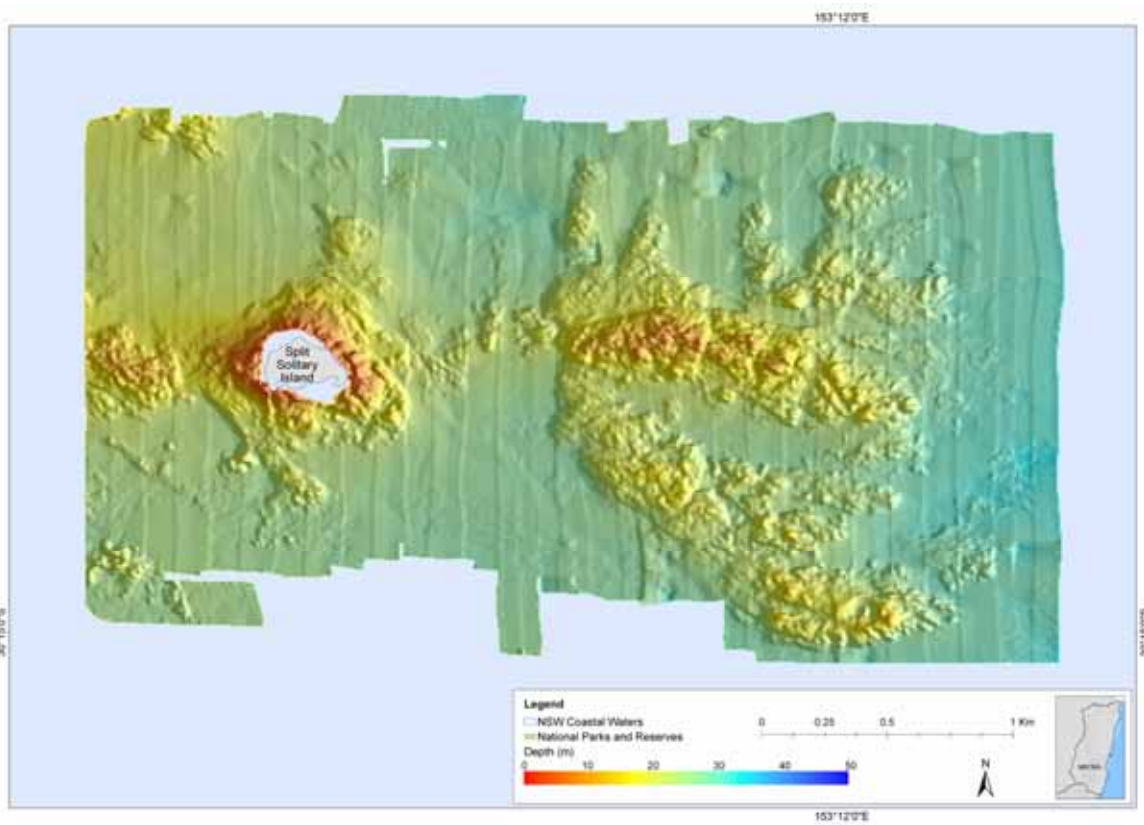 153°12'0"E
Split
Solitary
Island
Legend
NSW Coastal Waters
National Parks and Reserves
Depth (m)
0 10 20 30 40 50
0 0.25 0.5 1 Km
N
153°12'0"E